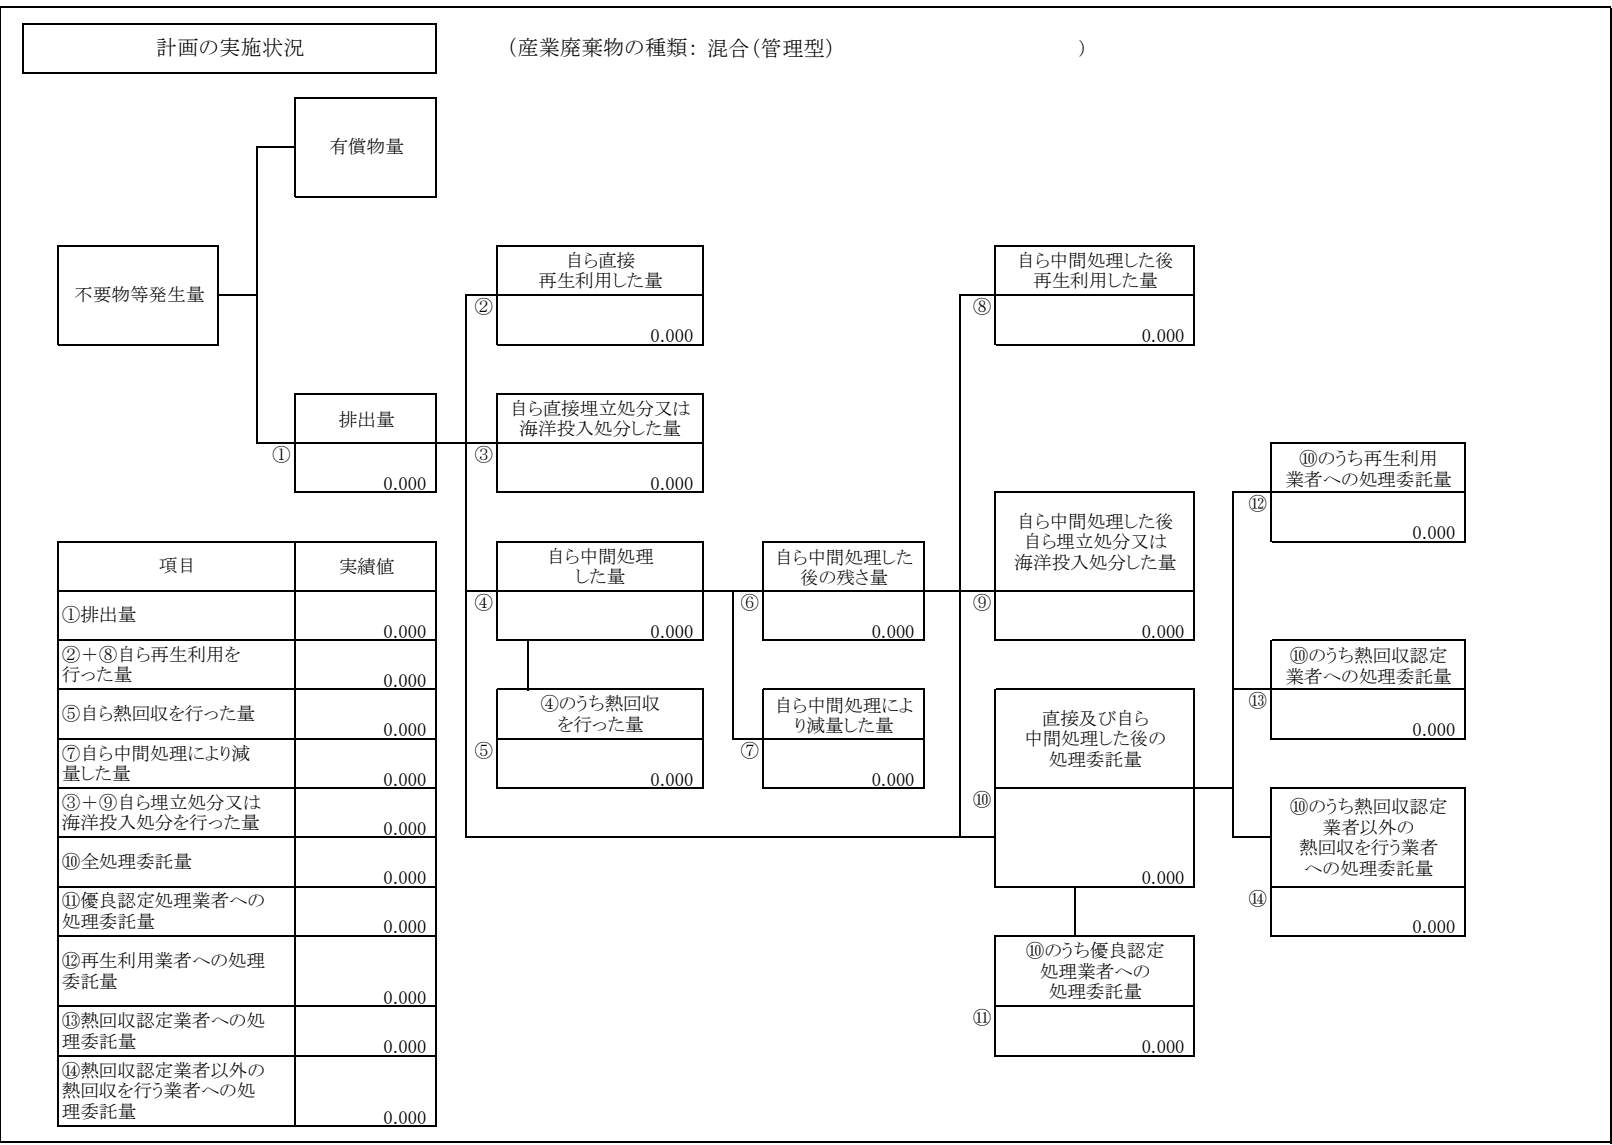 計画の実施状況
（産業廃棄物の種類：混合（管理型）　）
有償物量
不要物等発生量
自ら直接
再生利用した量
②
0.000
自ら中間処理した後
再生利用した量
⑧
0.000
排出量
①
0.000
自ら直接埋立処分又は
海洋投入処分した量
③
0.000
⑩のうち再生利用
業者への処理委託量
⑫
0.000
自ら中間処理
した量
④
0.000
自ら中間処理した
後の残さ量
⑥
0.000
自ら中間処理した後
自ら埋立処分又は
海洋投入処分した量
⑨
0.000
⑩のうち熱回収認定
業者への処理委託量
⑬
0.000
④のうち熱回収
を行った量
⑤
0.000
自ら中間処理によ
り減量した量
⑦
0.000
直接及び自ら
中間処理した後の
処理委託量
⑩
0.000
⑩のうち熱回収認定
業者以外の
熱回収を行う業者
への処理委託量
⑭
0.000
⑩のうち優良認定
処理業者への
処理委託量
⑪
0.000
項目
実績値
①排出量
0.000
②＋⑧自ら再生利用を
行った量
0.000
⑤自ら熱回収を行った量
0.000
⑦自ら中間処理により減
量した量
0.000
③＋⑨自ら埋立処分又は
海洋投入処分を行った量
0.000
⑩全処理委託量
0.000
⑪優良認定処理業者への
処理委託量
0.000
⑫再生利用業者への処理
委託量
0.000
⑬熱回収認定業者への処
理委託量
0.000
⑭熱回収認定業者以外の
熱回収を行う業者への処
理委託量
0.000